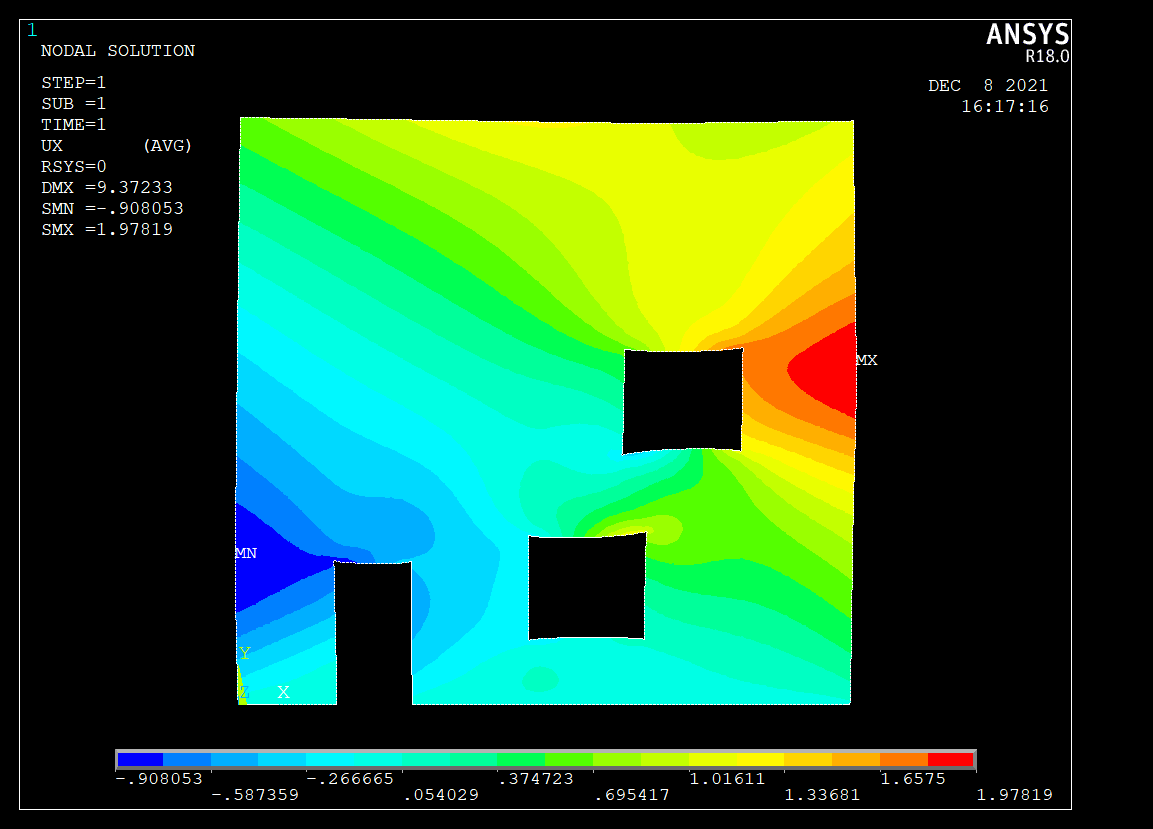 1
NODAL SOLUTION
STEP=1
SUB =1
TIME=1
UX (AVG)
RSYS=0
DMX =9.37233
SMN =-.908053
SMX =1.97819
ANSYS
R18.0
DEC 8 2021
16:17:16
MX
MN
Y
Z X
-.908053 -.266665 .374723 1.01611 1.6575
-.587359 .054029 .695417 1.33681 1.97819